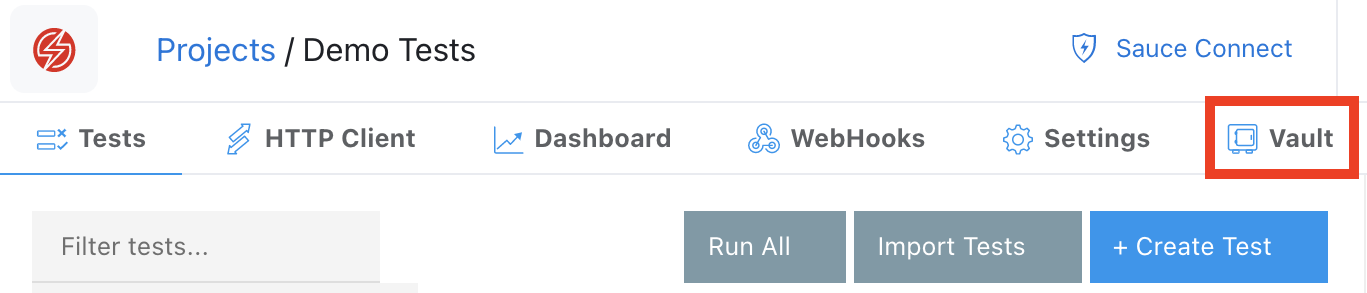 Projects / Demo Tests
Sauce Connect
Tests
HTTP Client
Dashboard
WebHooks
Settings
Vault
Filter tests...
Run All
Import Tests
+ Create Test